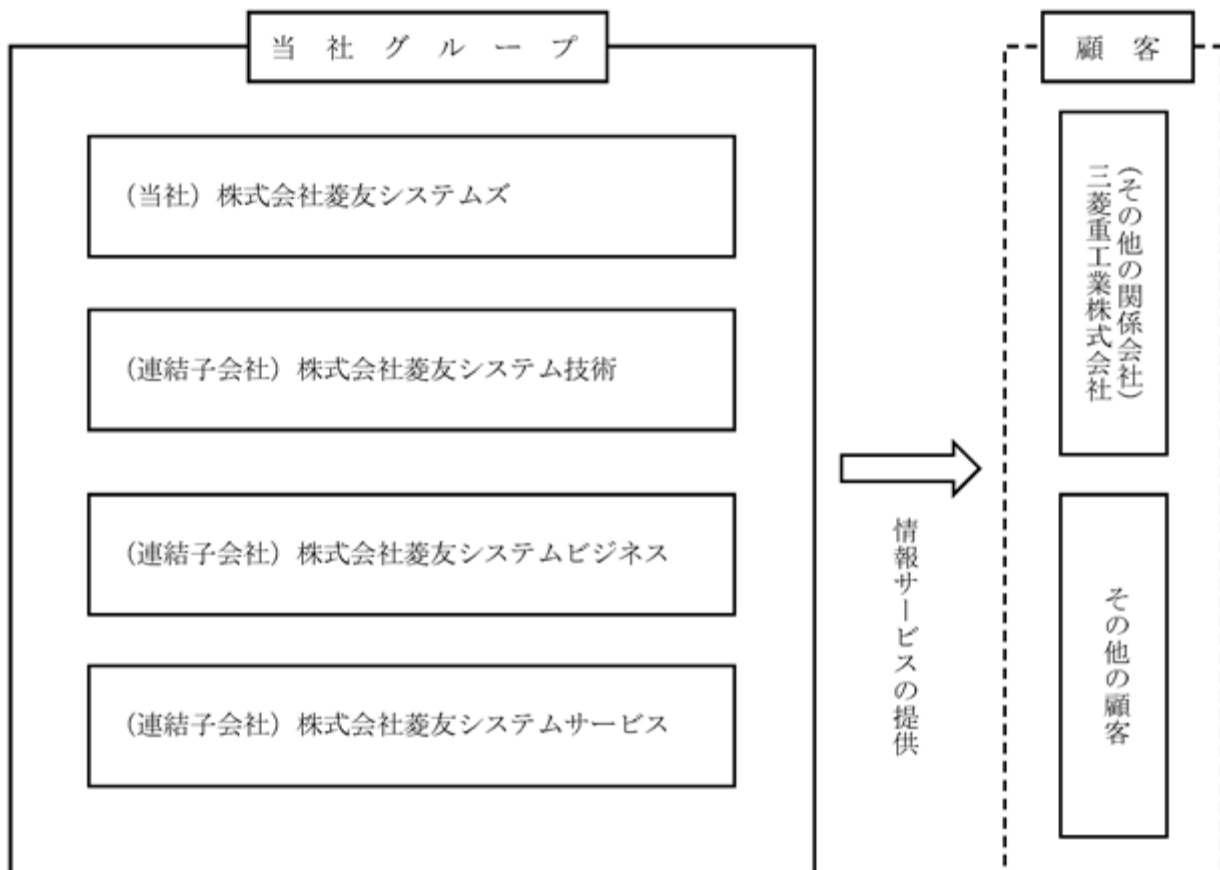 当社グループ
(当社)株式会社菱友システムズ
(連結子会社)株式会社菱友システム技術
(連結子会社)株式会社菱友システムビジネス
(連結子会社)株式会社菱友システムサービス
情報サービスの提供
顧客
(その他の関係会社)
三菱重工業株式会社
その他の顧客